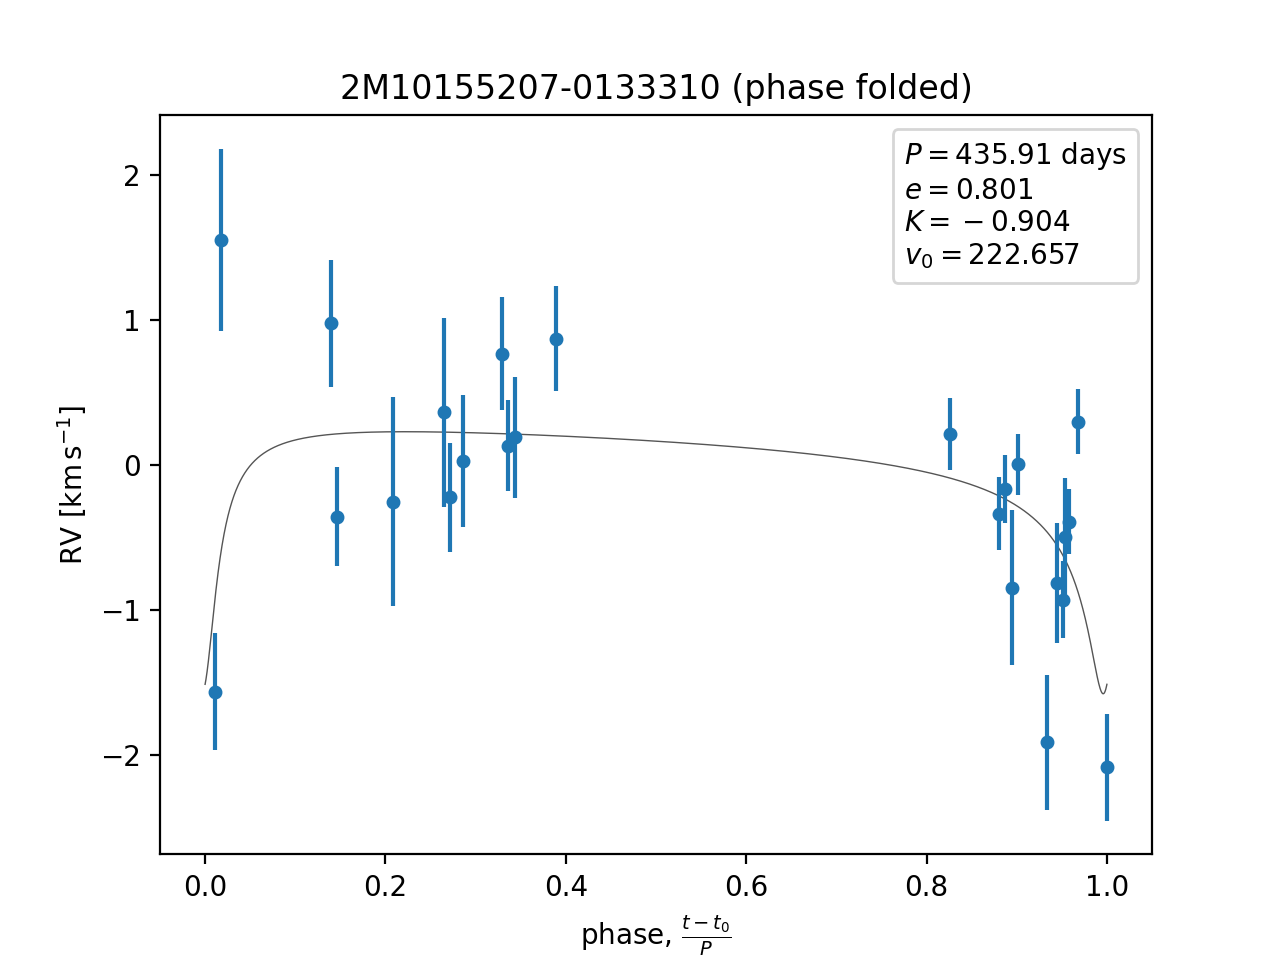 2M10155207-0133310 (phase folded)
P = 435.91 days
e = 0.801
K = −0.904
v₀ = 222.657
RV [km s⁻¹]
2
1
0
−1
−2
0.0 0.2 0.4 0.6 0.8 1.0
phase, (t − t₀)/P